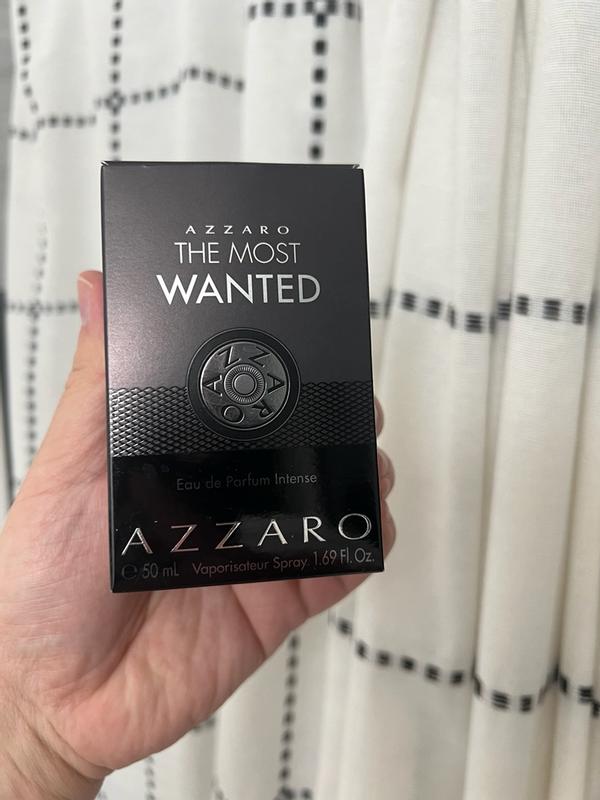 AZZARO
THE MOST
WANTED
AZZARO
Eau de Parfum Intense
AZZARO
℮ 50 mL Vaporisateur Spray 1.69 Fl. Oz.